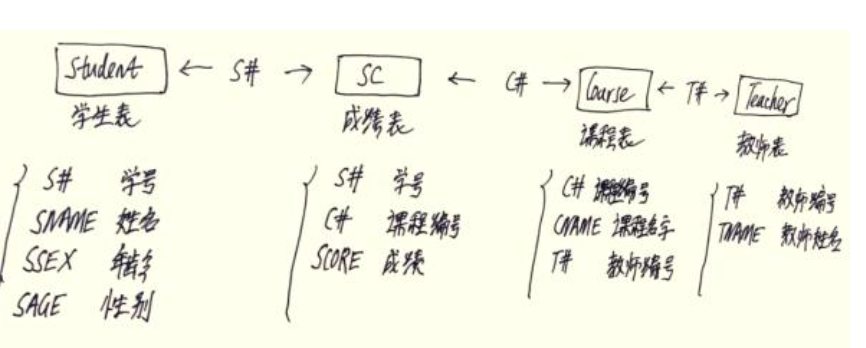 Student ← S# → SC ← C# → Course ← T# → Teacher
学生表 成绩表 课程表 教师表
S# 学号
SNAME 姓名
SSEX 年龄
SAGE 性别
S# 学号
C# 课程编号
SCORE 成绩
C# 课程编号
CNAME 课程名字
T# 教师编号
T# 教师编号
TNAME 教师姓名